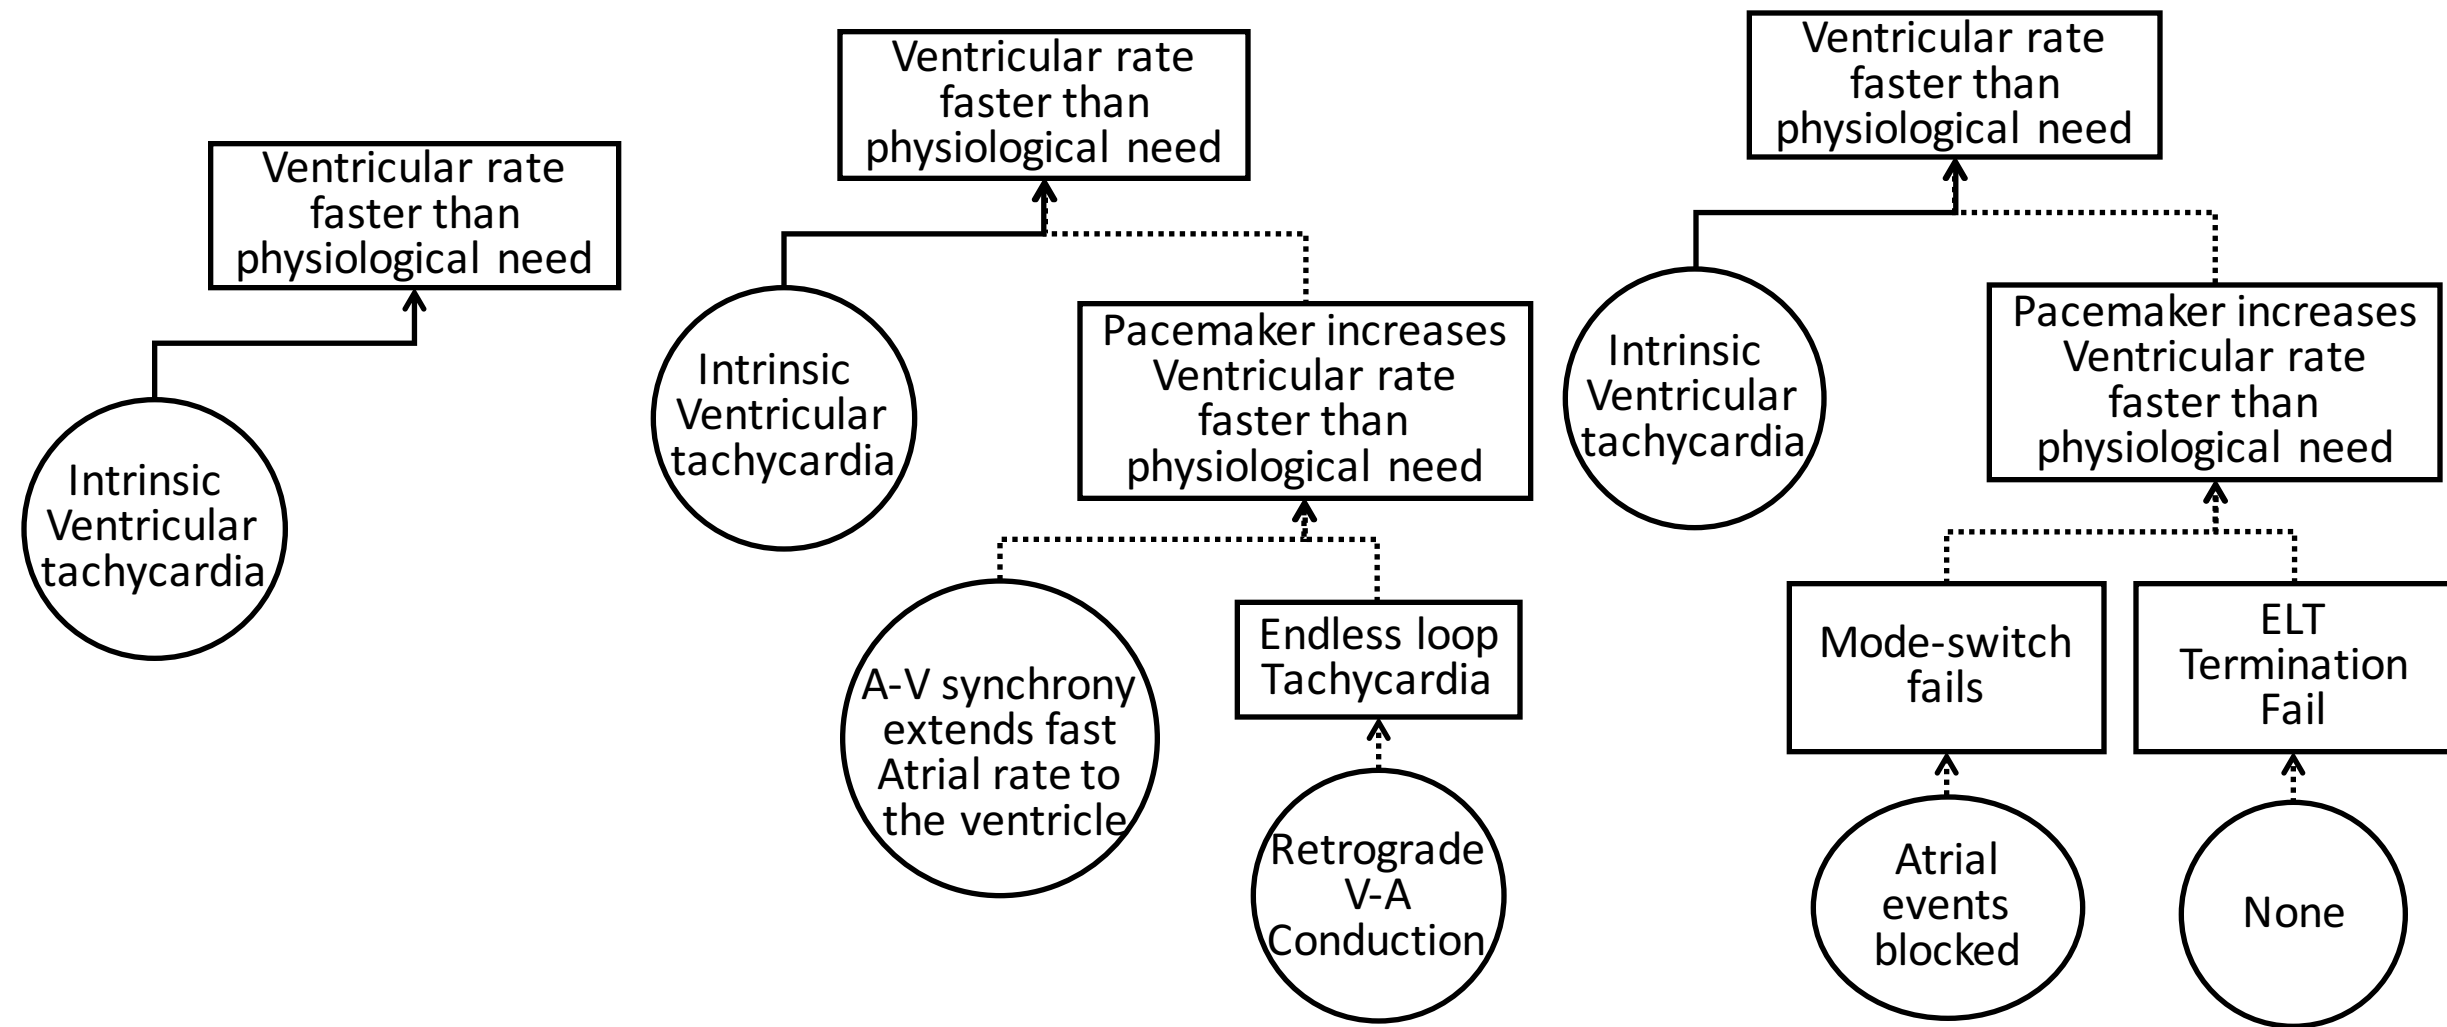 Ventricular rate
faster than
physiological need
Intrinsic
Ventricular
tachycardia
Ventricular rate
faster than
physiological need
Intrinsic
Ventricular
tachycardia
Pacemaker increases
Ventricular rate
faster than
physiological need
A-V synchrony
extends fast
Atrial rate to
the ventricle
Endless loop
Tachycardia
Retrograde
V-A
Conduction
Ventricular rate
faster than
physiological need
Intrinsic
Ventricular
tachycardia
Pacemaker increases
Ventricular rate
faster than
physiological need
Mode-switch
fails
Atrial
events
blocked
ELT
Termination
Fail
None